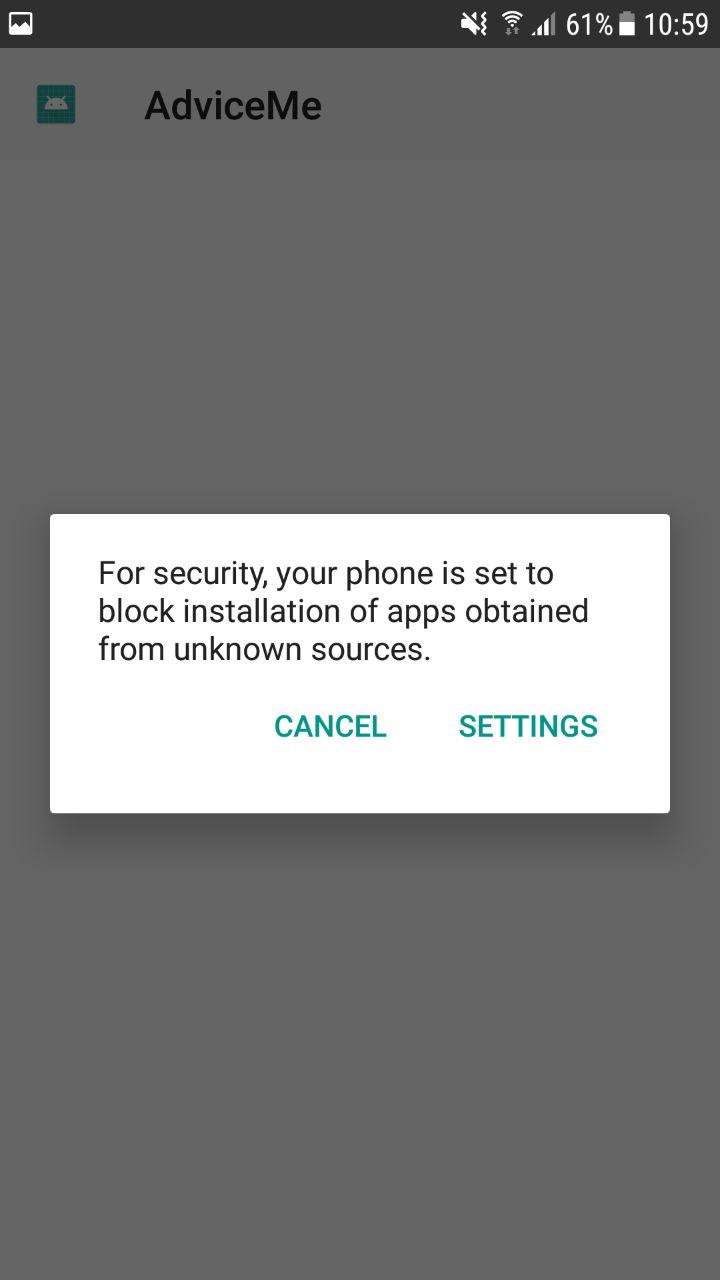 61% 10:59
AdviceMe
For security, your phone is set to
block installation of apps obtained
from unknown sources.
CANCEL SETTINGS